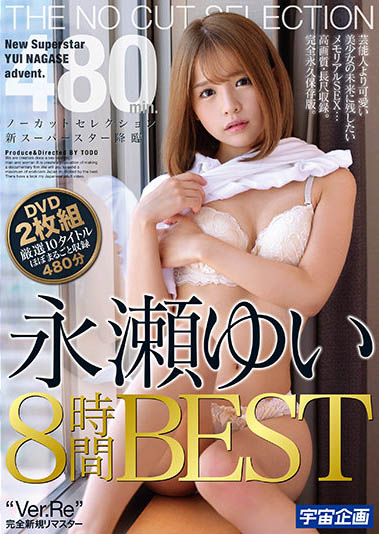 THE NO CUT SELECTION
New Superstar
YUI NAGASE
advent.
480min.
ノーカットセレクション
新スーパースター降臨
Produce&Directed BY TODO
芸能人より可愛い
美少女の未来に残したい
メモリアルSEX…
高画質・長尺収録。
完全永久保存版。
DVD
2枚組
厳選10タイトル
ほぼまるごと収録
480分
永瀬ゆい
8時間BEST
“Ver.Re”
完全新規リマスター
宇宙企画